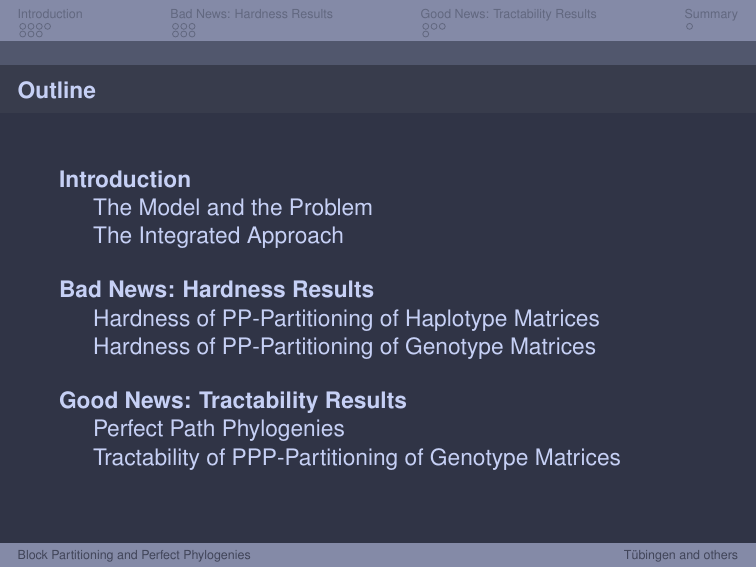 Introduction
Bad News: Hardness Results
Good News: Tractability Results
Summary
Outline
Introduction
The Model and the Problem
The Integrated Approach
Bad News: Hardness Results
Hardness of PP-Partitioning of Haplotype Matrices
Hardness of PP-Partitioning of Genotype Matrices
Good News: Tractability Results
Perfect Path Phylogenies
Tractability of PPP-Partitioning of Genotype Matrices
Block Partitioning and Perfect Phylogenies
Tübingen and others